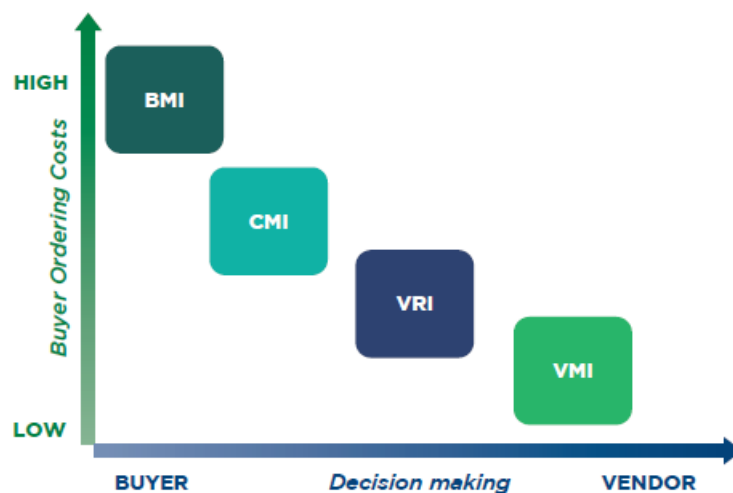 HIGH
BMI
Buyer Ordering Costs
CMI
VRI
VMI
LOW
BUYER
Decision making
VENDOR